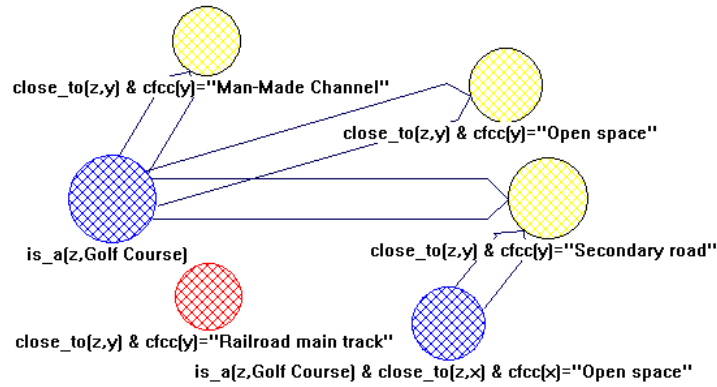 close_to(z,y) & cfcc(y)="Man-Made Channel"
close_to(z,y) & cfcc(y)="Open space"
is_a(z,Golf Course)
close_to(z,y) & cfcc(y)="Secondary road"
close_to(z,y) & cfcc(y)="Railroad main track"
is_a(z,Golf Course) & close_to(z,x) & cfcc(x)="Open space"